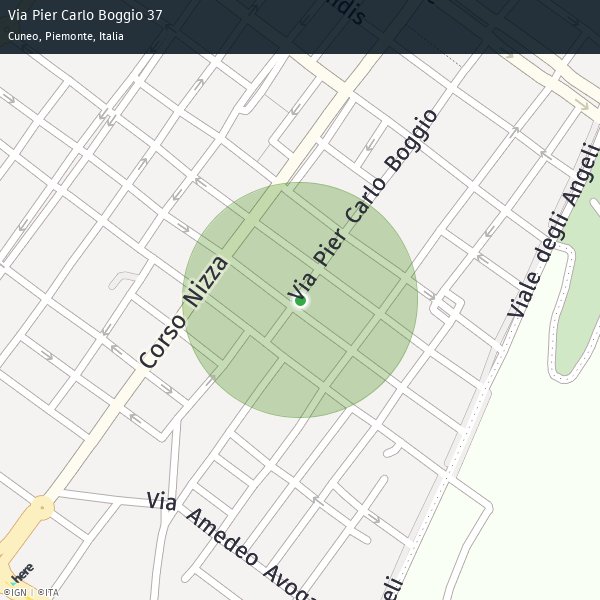 Via Pier Carlo Boggio 37
Cuneo, Piemonte, Italia
Via Pier Carlo Boggio
Viale degli Angeli
Corso Nizza
Via Amedeo
here
©IGN | ©ITA